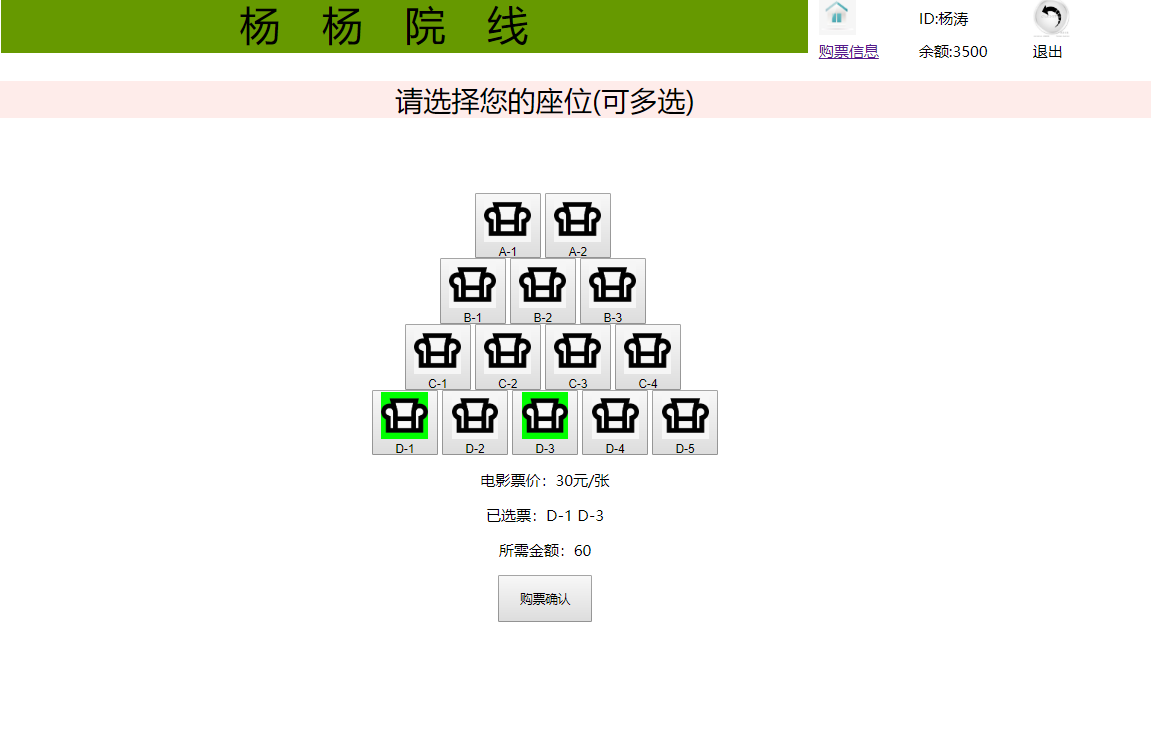 杨 杨 院 线
ID:杨涛
购票信息 余额:3500 退出
请选择您的座位(可多选)
A-1 A-2
B-1 B-2 B-3
C-1 C-2 C-3 C-4
D-1 D-2 D-3 D-4 D-5
电影票价：30元/张
已选票：D-1 D-3
所需金额：60
购票确认